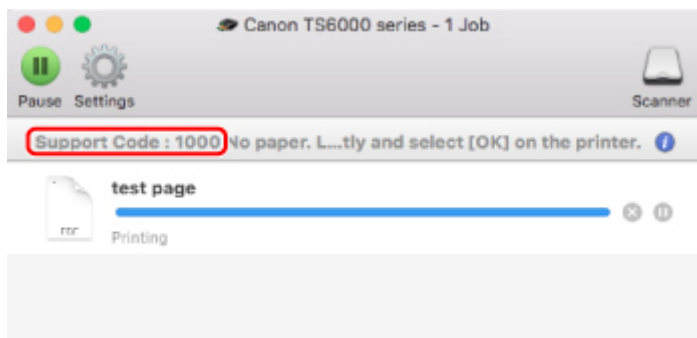 Canon TS6000 series - 1 Job
Pause Settings Scanner
Support Code : 1000 No paper. L...tly and select [OK] on the printer.
test page
Printing